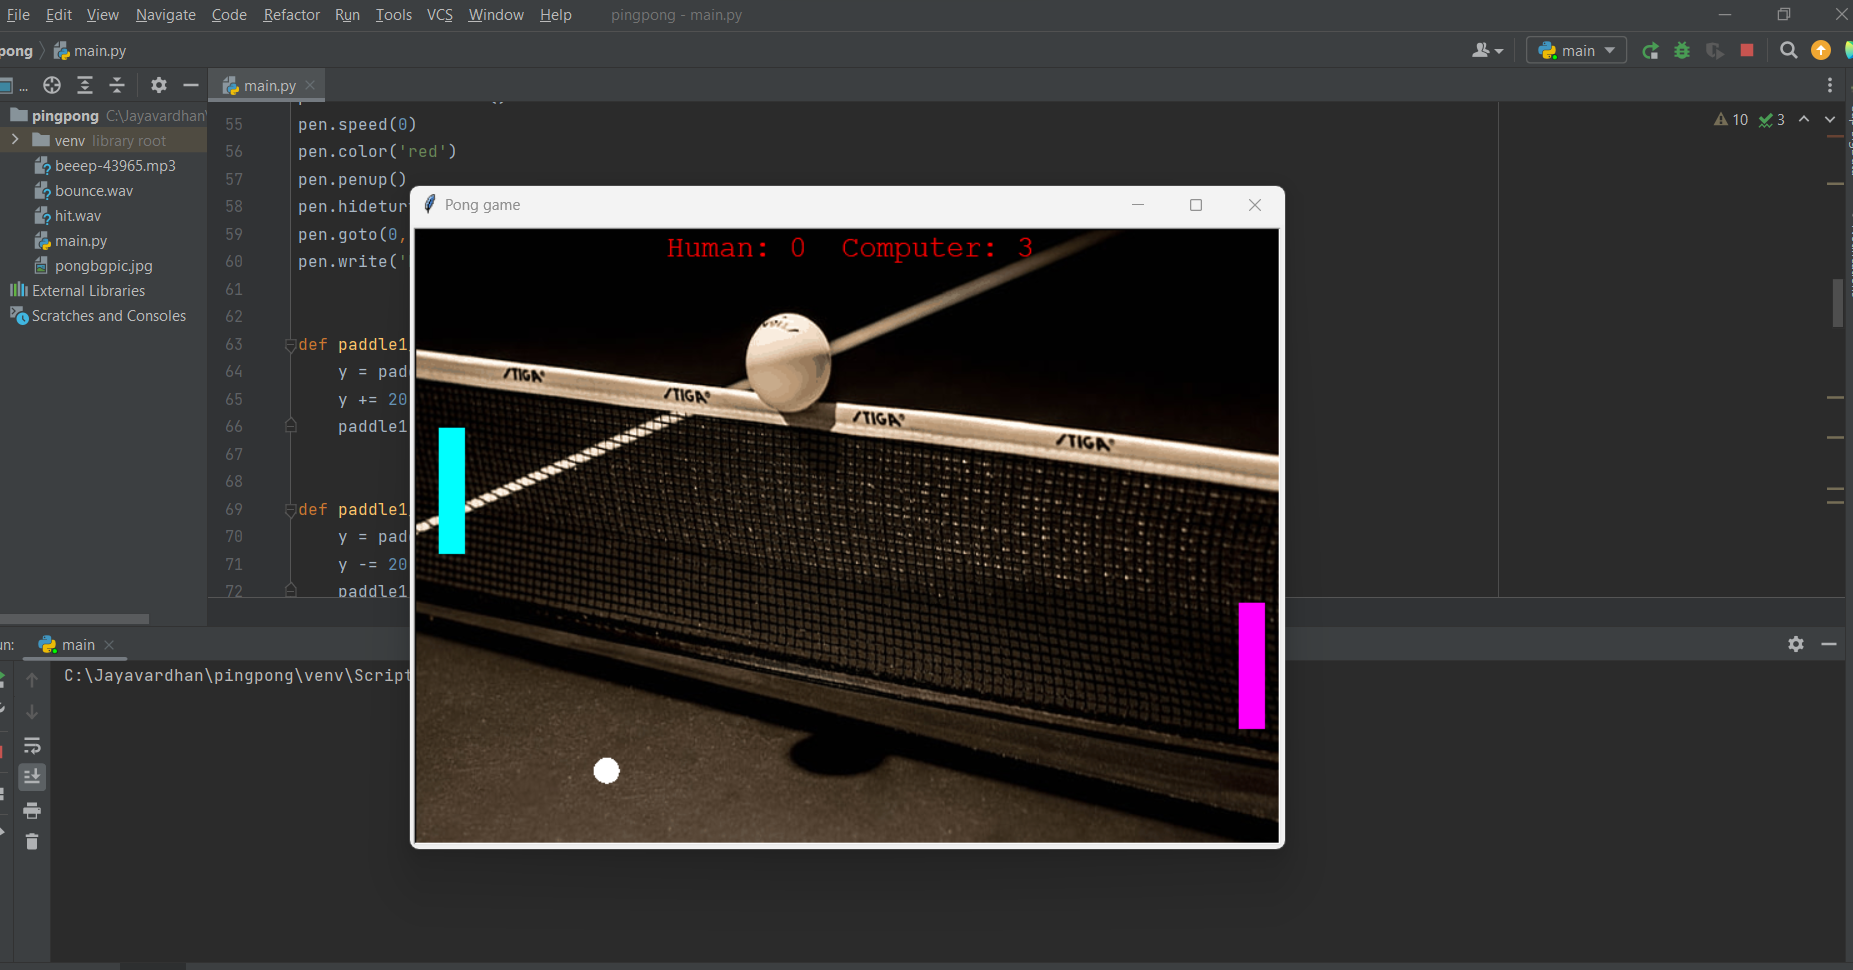 File Edit View Navigate Code Refactor Run Tools VCS Window Help pingpong - main.py
pong main.py
main
... main.py
pingpong C:\Jayavardhan\
venv library root
beeep-43965.mp3
bounce.wav
hit.wav
main.py
pongbgpic.jpg
External Libraries
Scratches and Consoles
10 3
55 pen.speed(0)
56 pen.color('red')
57 pen.penup()
58 pen.hidetur
59 pen.goto(0,
60 pen.write('
61
62
63 def paddle1
64 y = pad
65 y += 20
66 paddle1
67
68
69 def paddle1
70 y = pad
71 y -= 20
72 paddle1
Pong game
Human: 0 Computer: 3
STIGA®
STIGA®
STIGA®
STIGA®
un: main
C:\Jayavardhan\pingpong\venv\Script